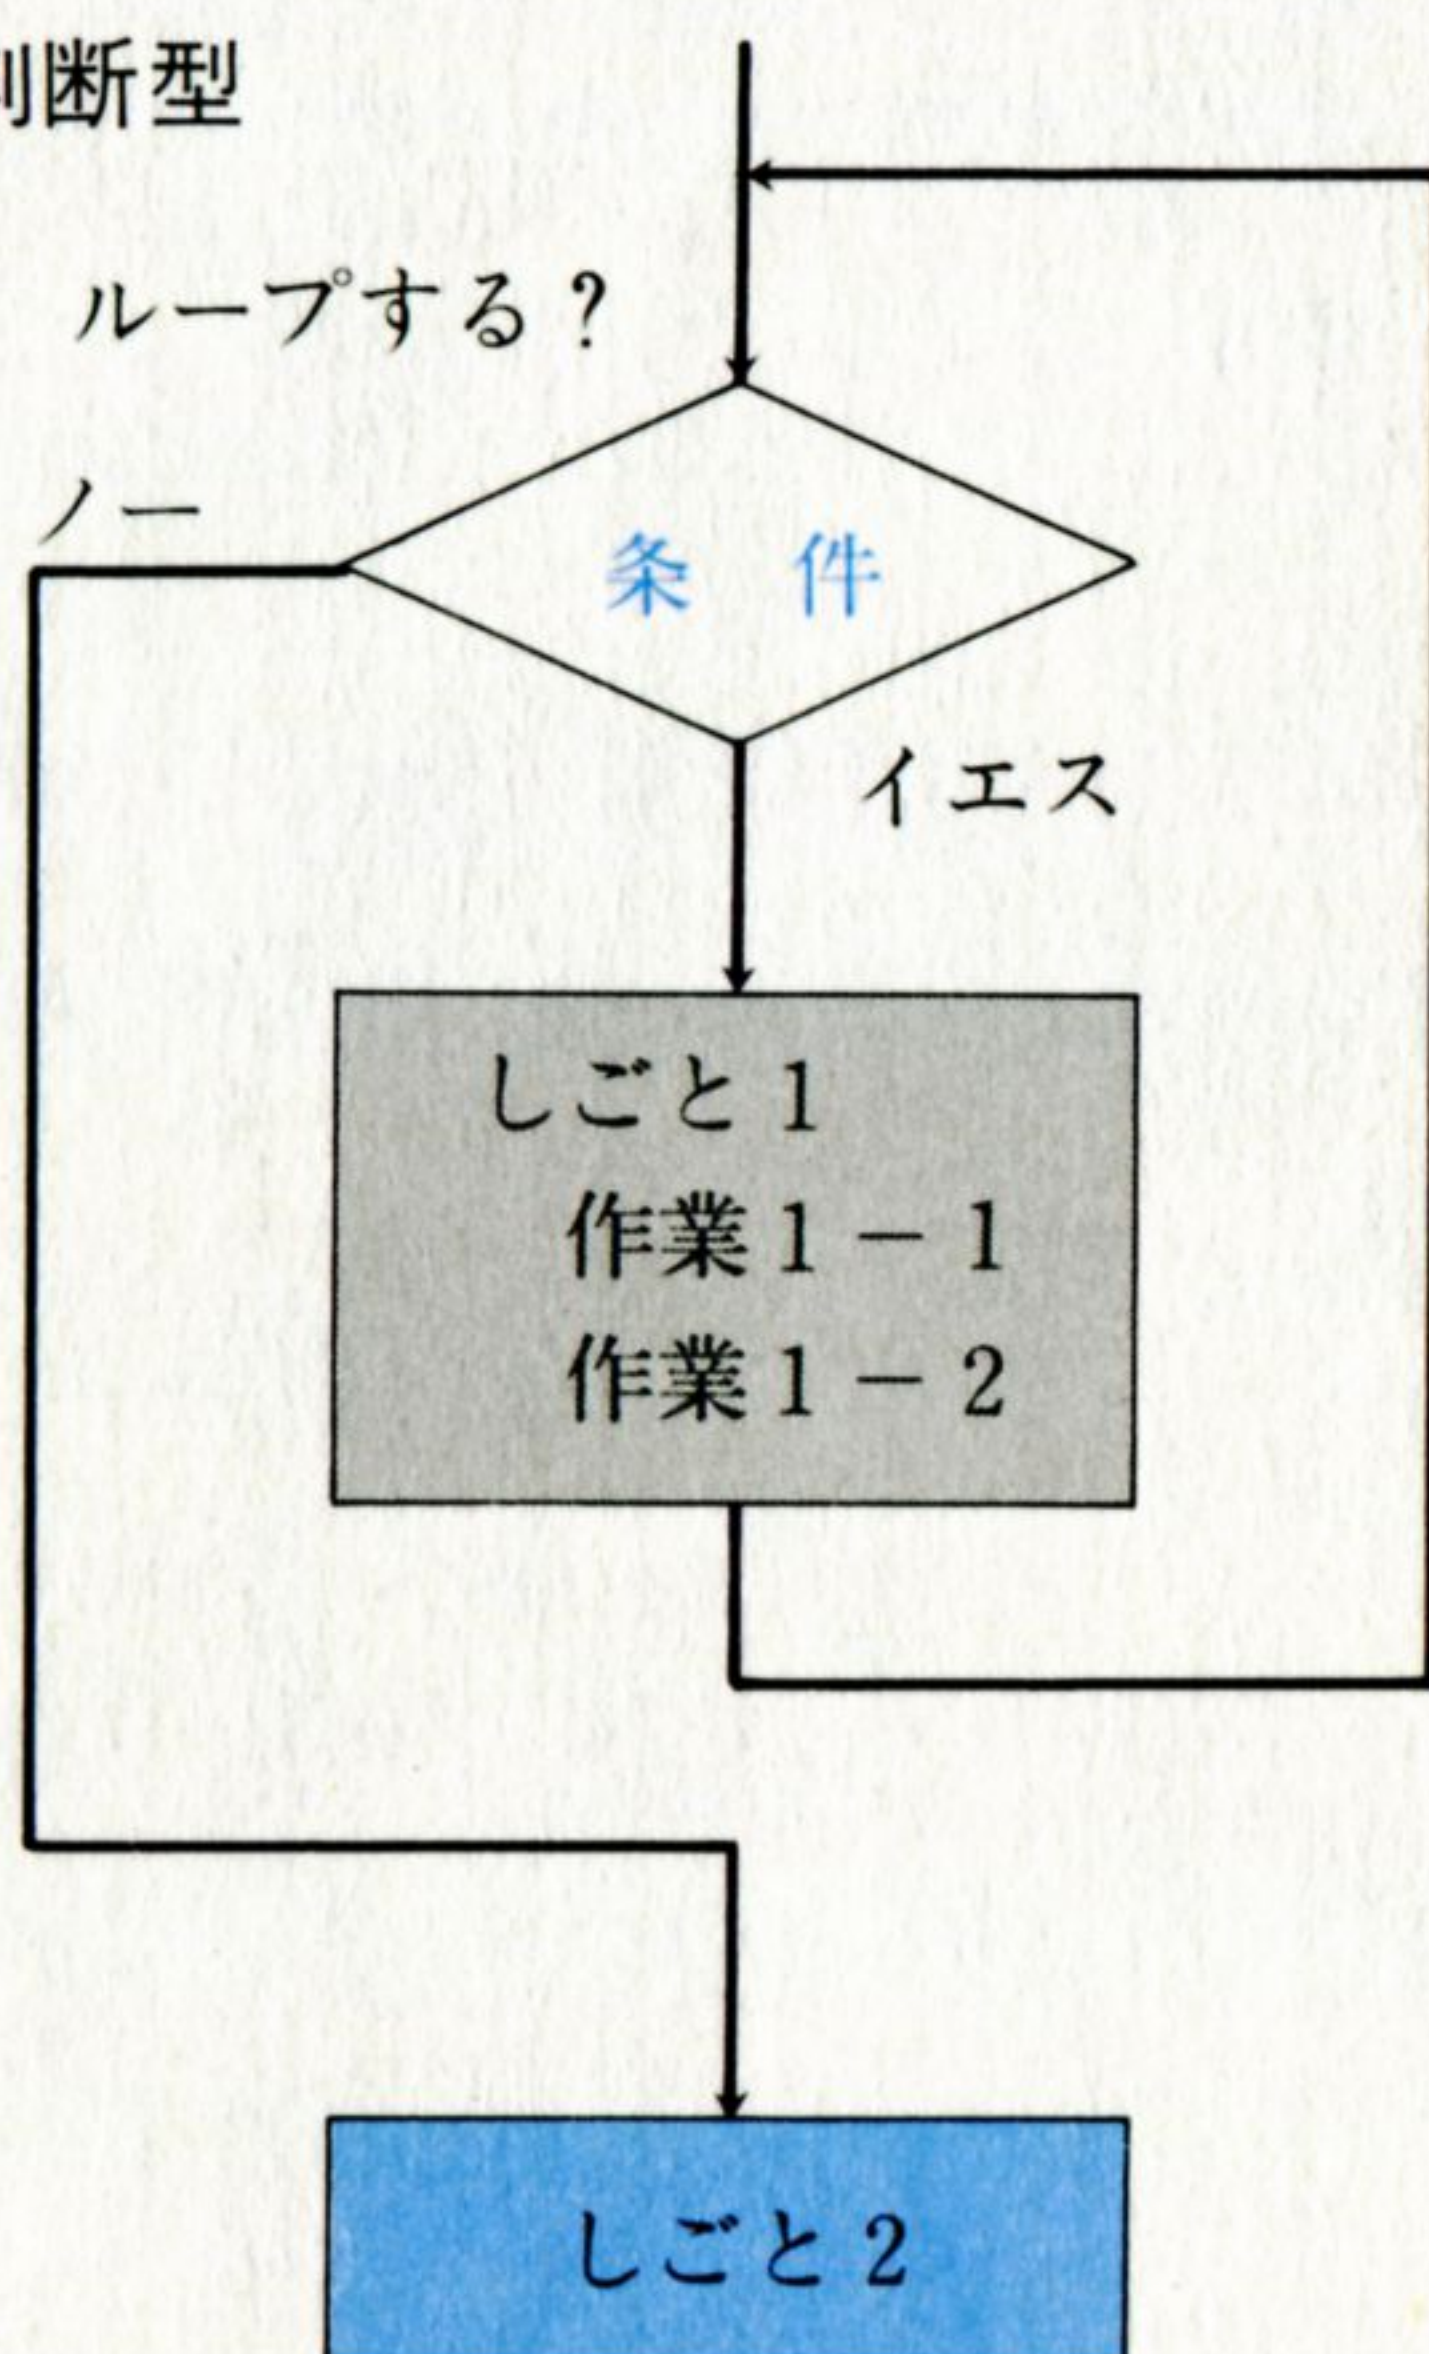 判断型
ループする？
ノー
条　件
イエス
しごと1
作業1－1
作業1－2
しごと2